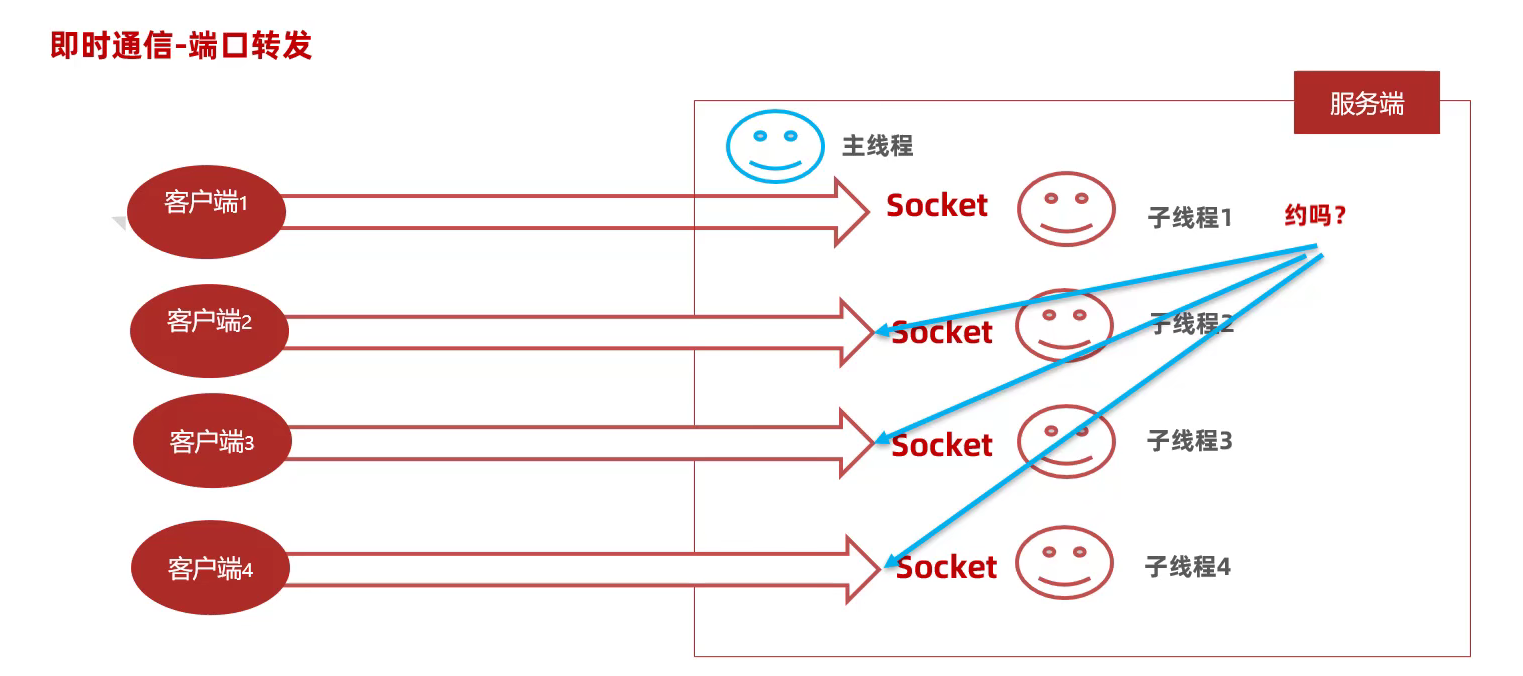 即时通信-端口转发
服务端
主线程
客户端1
Socket
子线程1
约吗？
客户端2
Socket
子线程2
客户端3
Socket
子线程3
客户端4
Socket
子线程4